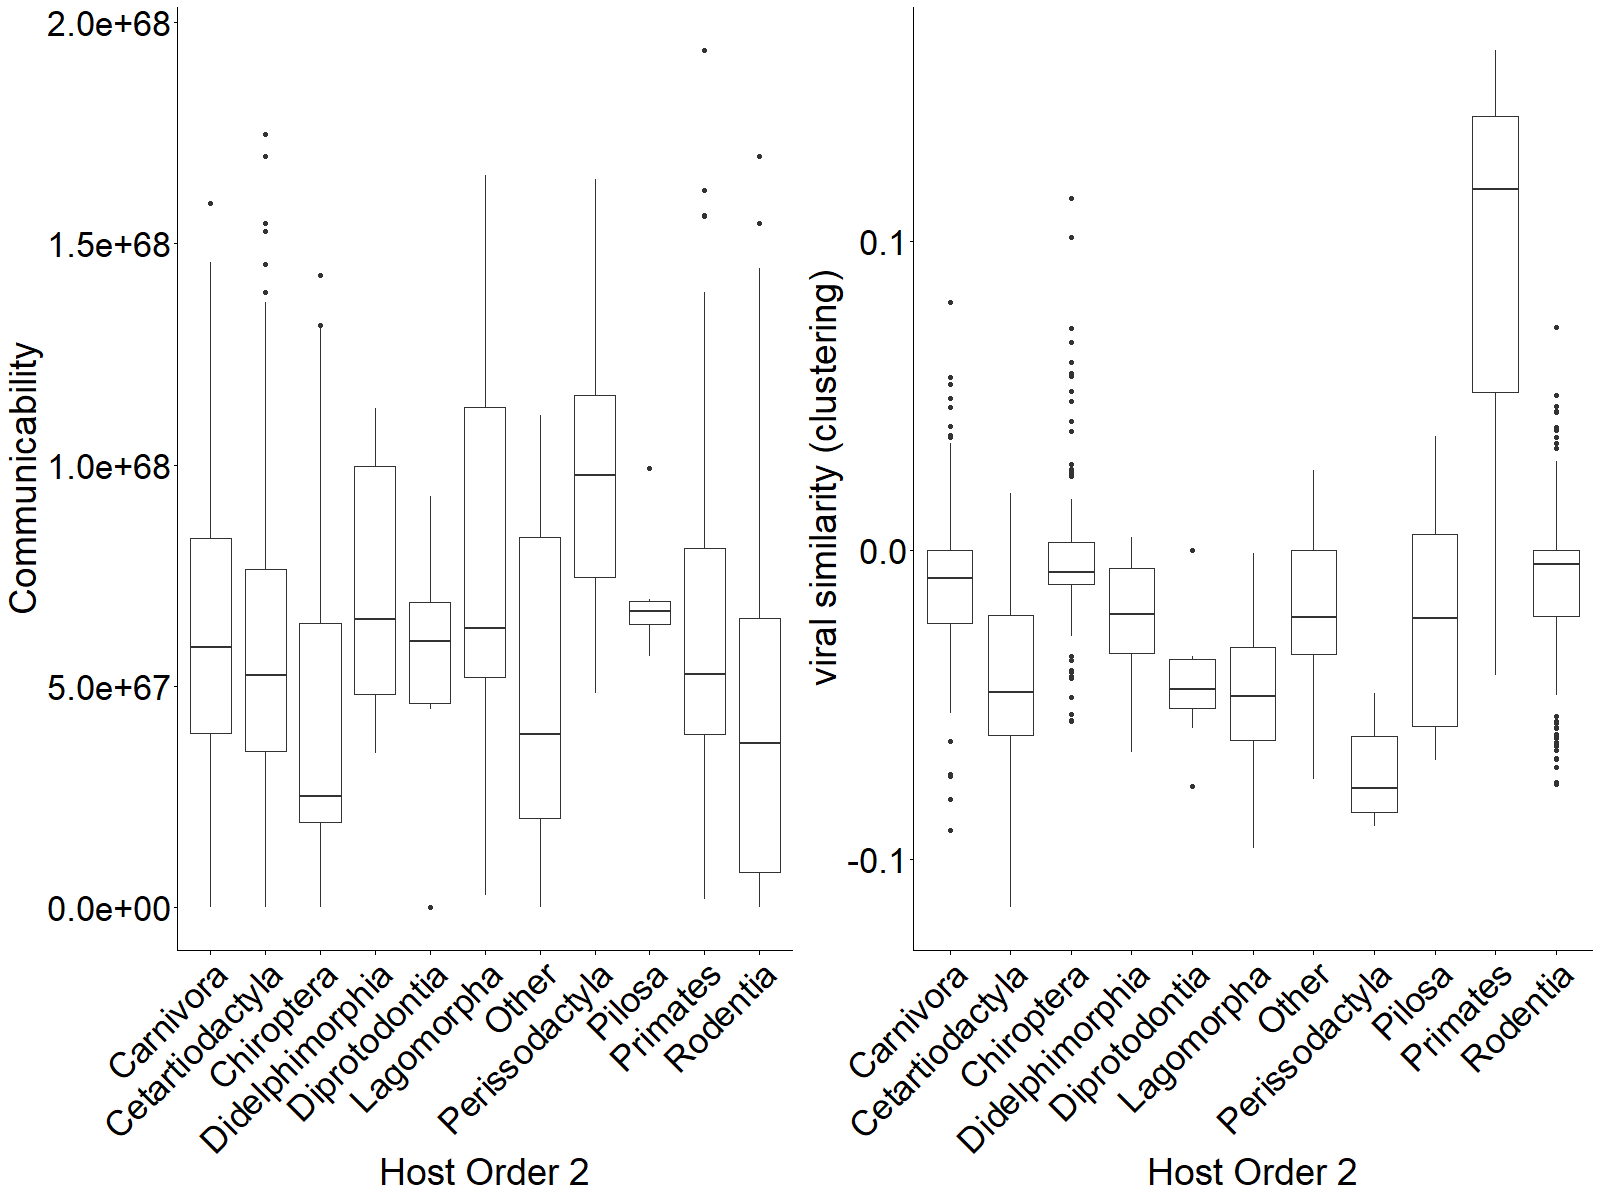 Communicability
2.0e+68
1.5e+68
1.0e+68
5.0e+67
0.0e+00
Carnivora
Cetartiodactyla
Chiroptera
Didelphimorphia
Diprotodontia
Lagomorpha
Other
Perissodactyla
Pilosa
Primates
Rodentia
Host Order 2
viral similarity (clustering)
0.1
0.0
-0.1
Carnivora
Cetartiodactyla
Chiroptera
Didelphimorphia
Diprotodontia
Lagomorpha
Other
Perissodactyla
Pilosa
Primates
Rodentia
Host Order 2